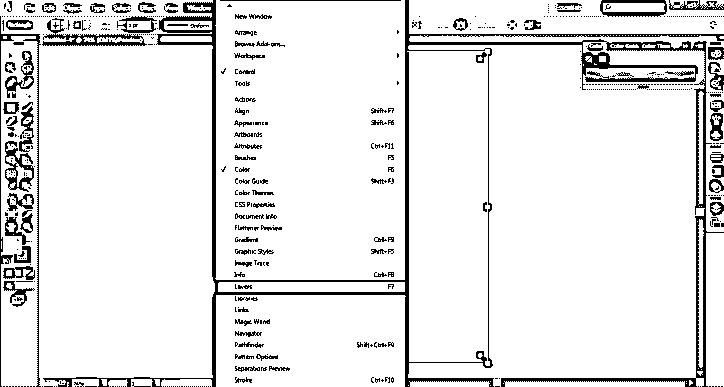 New Window
Arrange
Browse Add-ons...
Workspace
✓ Control
Tools
Actions
Align Shift+F7
Appearance Shift+F6
Artboards
Attributes Ctrl+F11
Brushes F5
✓ Color F6
Color Guide Shift+F3
Color Themes
CSS Properties
Document Info
Flattener Preview
Gradient Ctrl+F9
Graphic Styles Shift+F5
Image Trace
Info Ctrl+F8
Layers F7
Libraries
Links
Magic Wand
Navigator
Pathfinder Shift+Ctrl+F9
Pattern Options
Separations Preview
Stroke Ctrl+F10